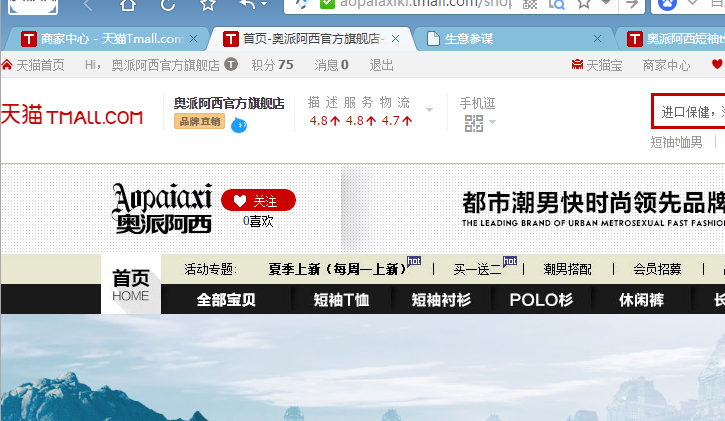 aopaiaxiki.tmall.com/shop
商家中心 - 天猫Tmall.com
首页-奥派阿西官方旗舰店-
生意参谋
奥派阿西短袖t
天猫首页 Hi， 奥派阿西官方旗舰店 T 积分 75 消息 0 退出 天猫宝 商家中心
天猫 TMALL.COM
奥派阿西官方旗舰店
品牌直销
描述 服务 物流
4.8 4.8 4.7
手机逛
进口保健，
短袖t恤男
Aopaiaxi
奥派阿西
关注
0喜欢
都市潮男快时尚领先品牌
THE LEADING BRAND OF URBAN METROSEXUAL FAST FASHION
首页
HOME
活动专题: 夏季上新（每周一上新） hot | 买一送二 hot | 潮男搭配 | 会员招募 |
全部宝贝 短袖T恤 短袖衬衫 POLO衫 休闲裤 长